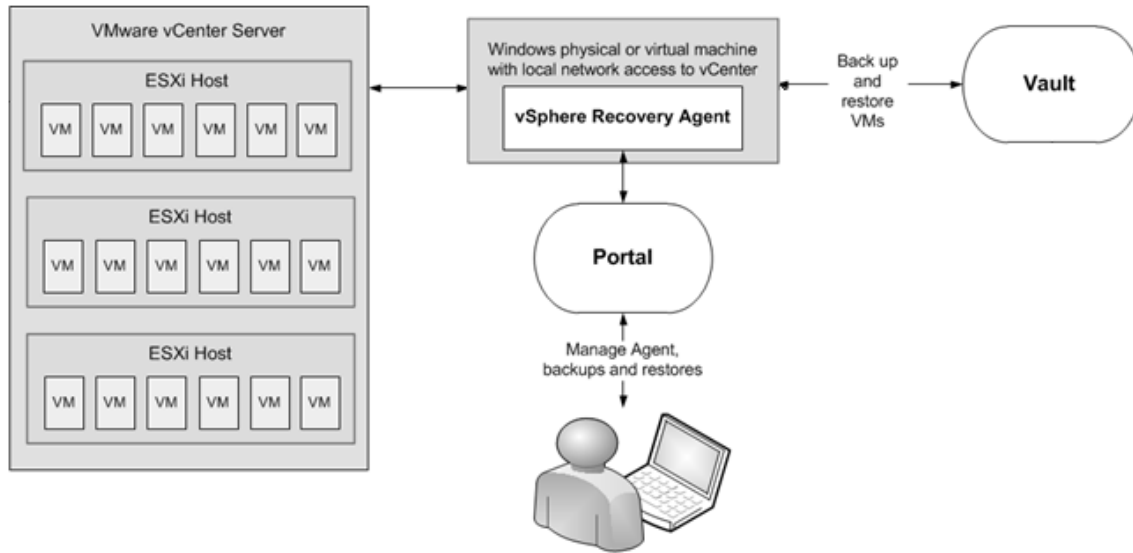 VMware vCenter Server
ESXi Host
VM VM VM VM VM VM
ESXi Host
VM VM VM VM VM VM
ESXi Host
VM VM VM VM VM VM
Windows physical or virtual machine
with local network access to vCenter
vSphere Recovery Agent
Back up
and
restore
VMs
Vault
Portal
Manage Agent,
backups and restores